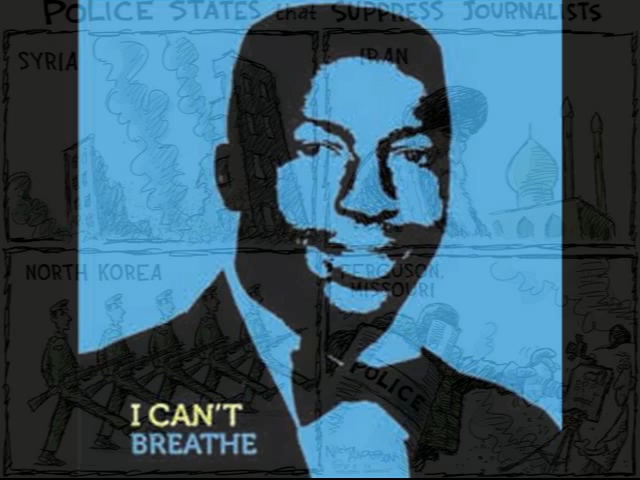 POLICE STATES that SUPPRESS JOURNALISTS
SYRIA
IRAN
NORTH KOREA
FERGUSON,
MISSOURI
POLICE
I CAN'T
BREATHE